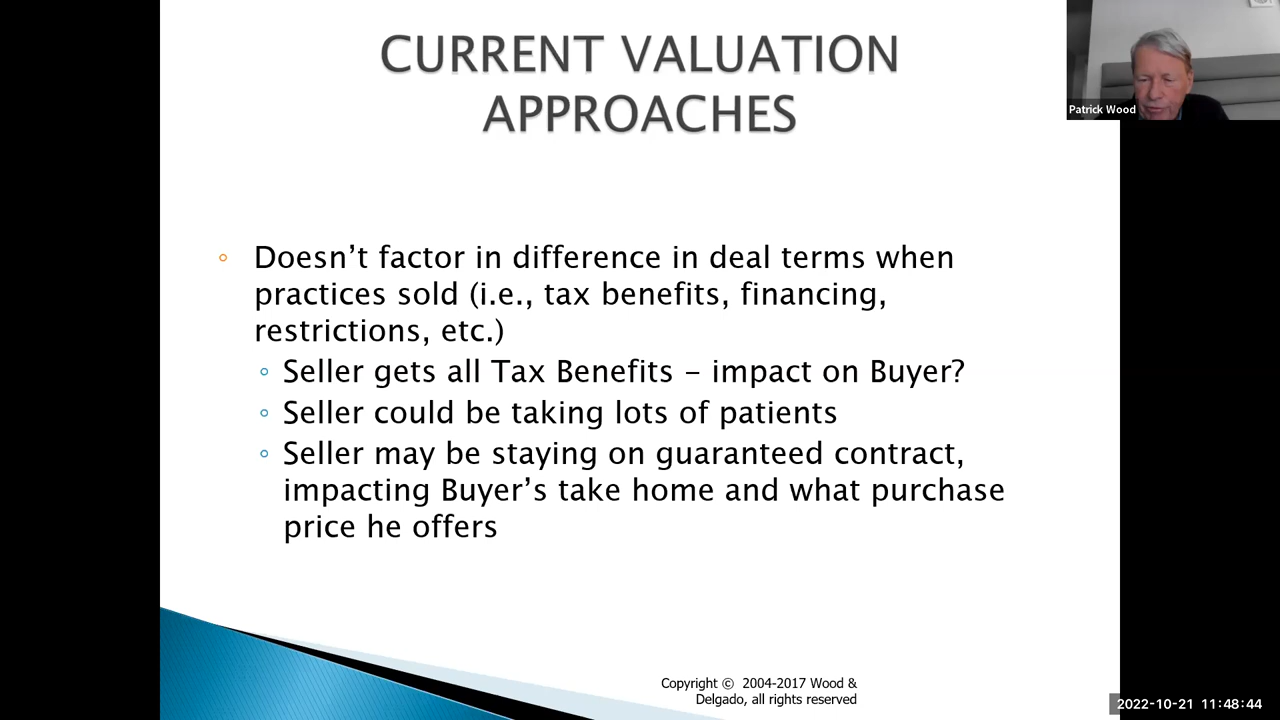 CURRENT VALUATION
APPROACHES
Patrick Wood
Doesn’t factor in difference in deal terms when
practices sold (i.e., tax benefits, financing,
restrictions, etc.)
Seller gets all Tax Benefits – impact on Buyer?
Seller could be taking lots of patients
Seller may be staying on guaranteed contract,
impacting Buyer’s take home and what purchase
price he offers
Copyright © 2004-2017 Wood &
Delgado, all rights reserved
2022-10-21 11:48:44